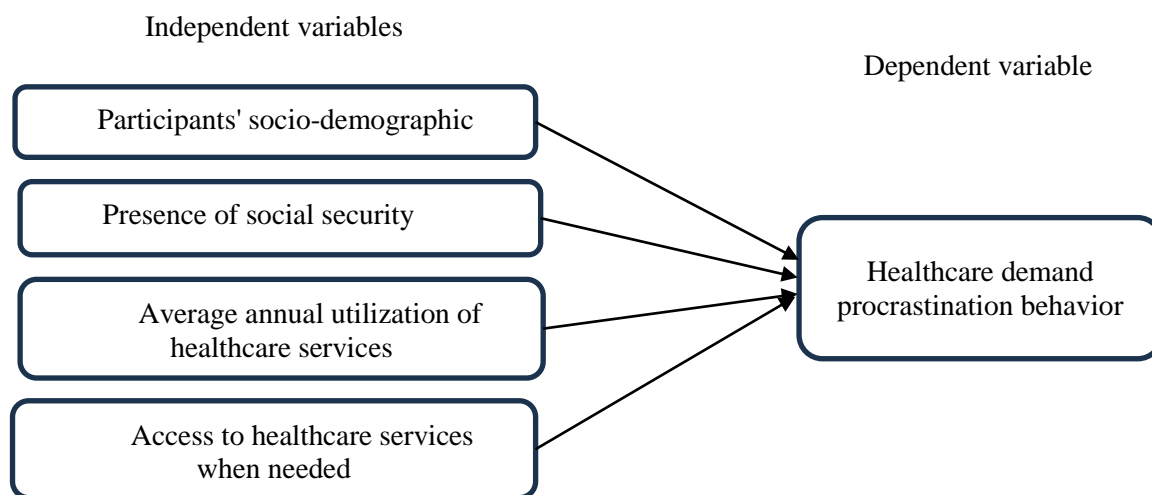 Independent variables
Dependent variable
Participants' socio-demographic
Presence of social security
Average annual utilization of
healthcare services
Access to healthcare services
when needed
Healthcare demand
procrastination behavior